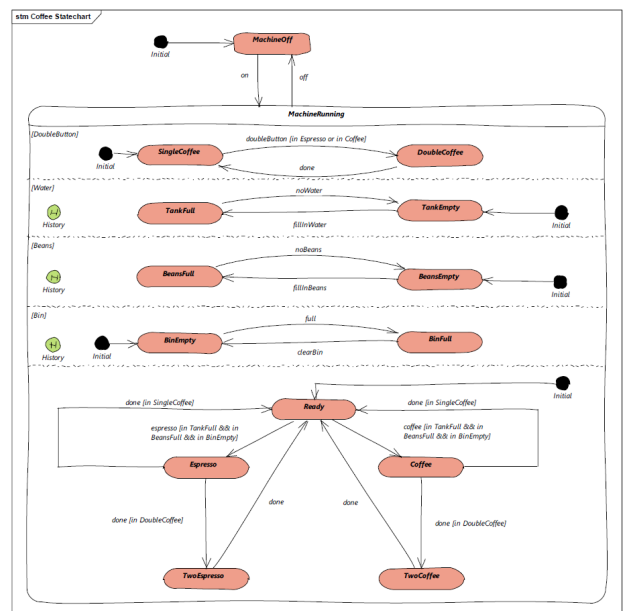 stm Coffee Statechart
MachineOff
Initial
on
off
MachineRunning
[DoubleButton]
doubleButton [in Espresso or in Coffee]
SingleCoffee
DoubleCoffee
Initial
done
[Water]
noWater
TankFull
TankEmpty
History
fillInWater
Initial
[Beans]
noBeans
BeansFull
BeansEmpty
History
fillInBeans
Initial
[Bin]
full
BinEmpty
BinFull
History
Initial
clearBin
Initial
done [in SingleCoffee]
Ready
done [in SingleCoffee]
espresso [in TankFull && in
BeansFull && in BinEmpty]
coffee [in TankFull && in
BeansFull && in BinEmpty]
Espresso
Coffee
done
done
done [in DoubleCoffee]
done [in DoubleCoffee]
TwoEspresso
TwoCoffee